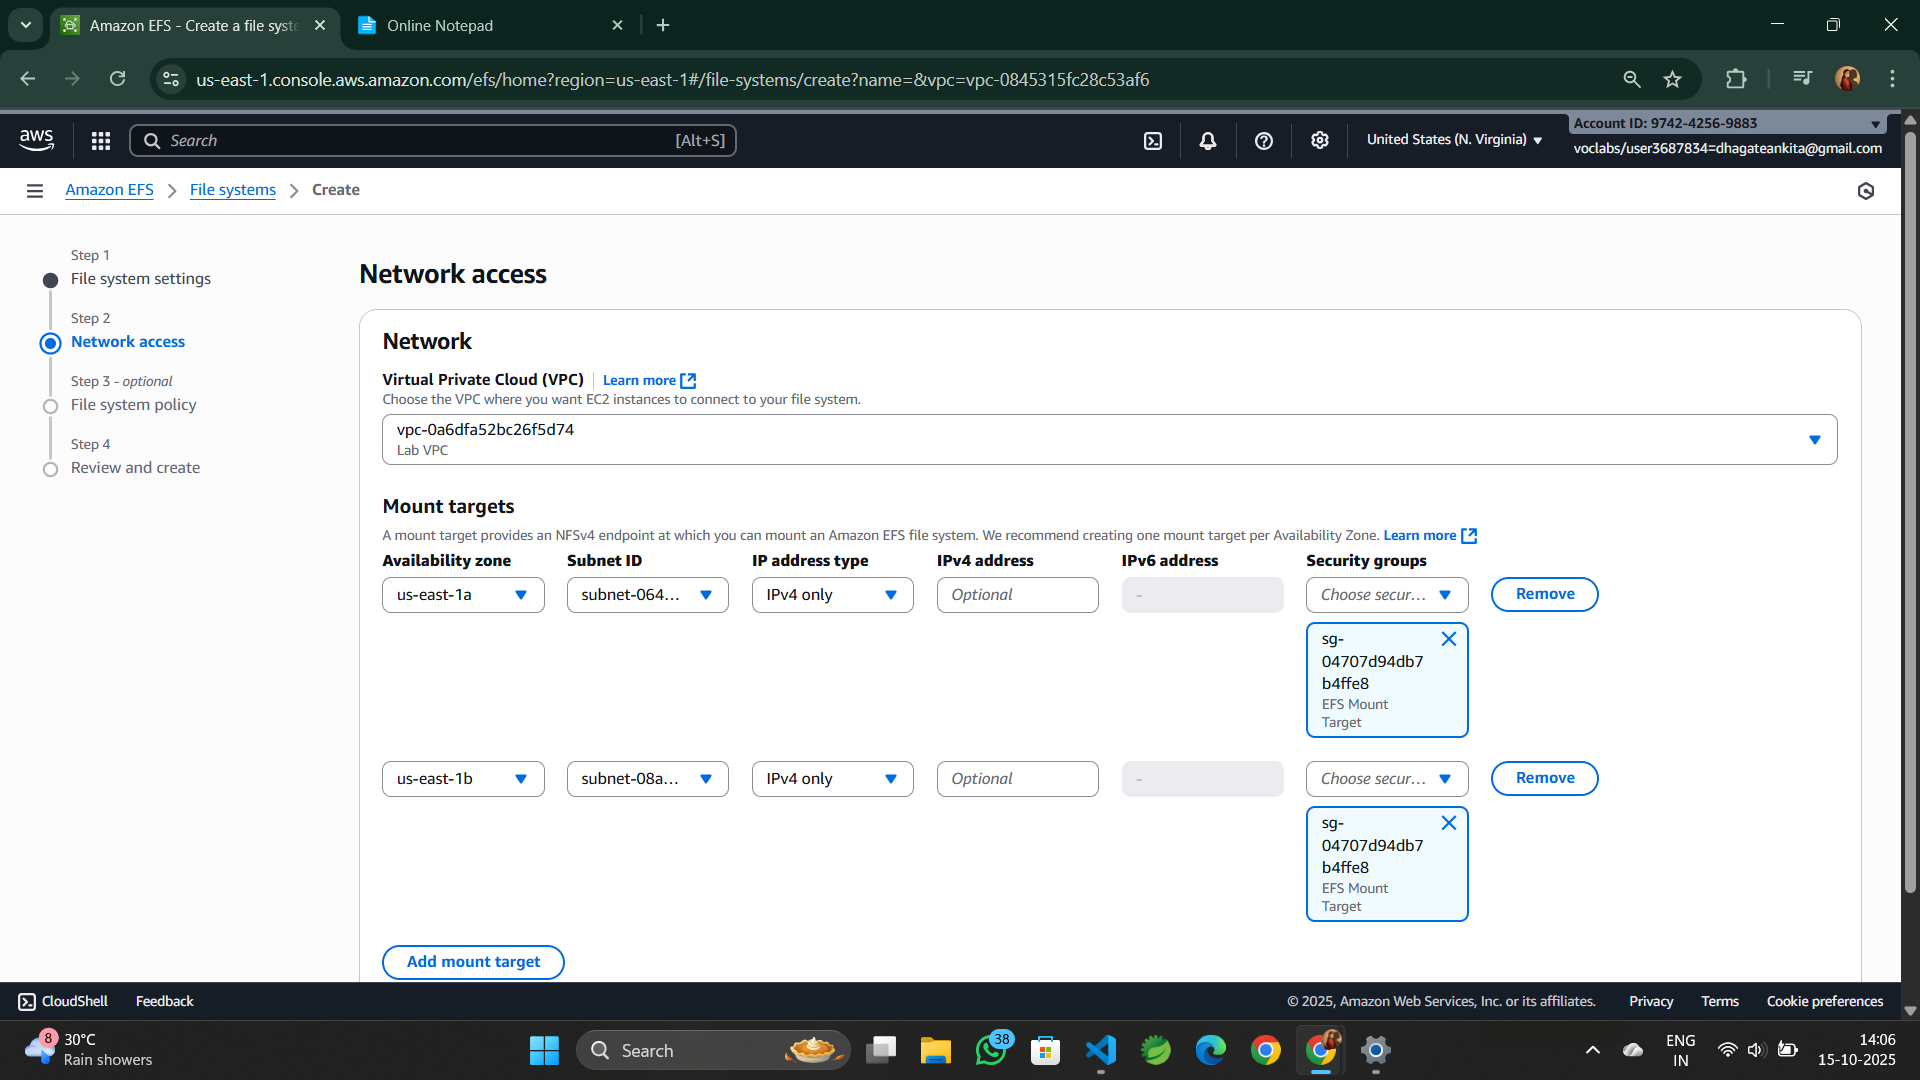 Amazon EFS - Create a file syste
Online Notepad
us-east-1.console.aws.amazon.com/efs/home?region=us-east-1#/file-systems/create?name=&vpc=vpc-0845315fc28c53af6
aws
Search
[Alt+S]
United States (N. Virginia)
Account ID: 9742-4256-9883
voclabs/user3687834=dhagateankita@gmail.com
Amazon EFS
File systems
Create
Step 1
File system settings
Step 2
Network access
Step 3 - optional
File system policy
Step 4
Review and create
Network access
Network
Virtual Private Cloud (VPC)
Learn more
Choose the VPC where you want EC2 instances to connect to your file system.
vpc-0a6dfa52bc26f5d74
Lab VPC
Mount targets
A mount target provides an NFSv4 endpoint at which you can mount an Amazon EFS file system. We recommend creating one mount target per Availability Zone. Learn more
Availability zone Subnet ID IP address type IPv4 address IPv6 address Security groups
us-east-1a subnet-064... IPv4 only Optional - Choose secur... Remove
sg-
04707d94db7
b4ffe8
EFS Mount
Target
us-east-1b subnet-08a... IPv4 only Optional - Choose secur... Remove
sg-
04707d94db7
b4ffe8
EFS Mount
Target
Add mount target
CloudShell
Feedback
© 2025, Amazon Web Services, Inc. or its affiliates.
Privacy
Terms
Cookie preferences
8
30°C
Rain showers
Search
38
ENG
IN
14:06
15-10-2025